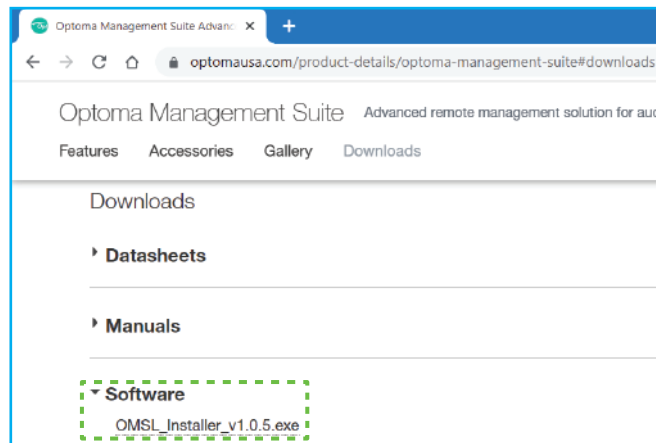 Optoma Management Suite Advanc
optomausa.com/product-details/optoma-management-suite#downloads
Optoma Management Suite Advanced remote management solution for auc
Features Accessories Gallery Downloads
Downloads
Datasheets
Manuals
Software
OMSL_Installer_v1.0.5.exe